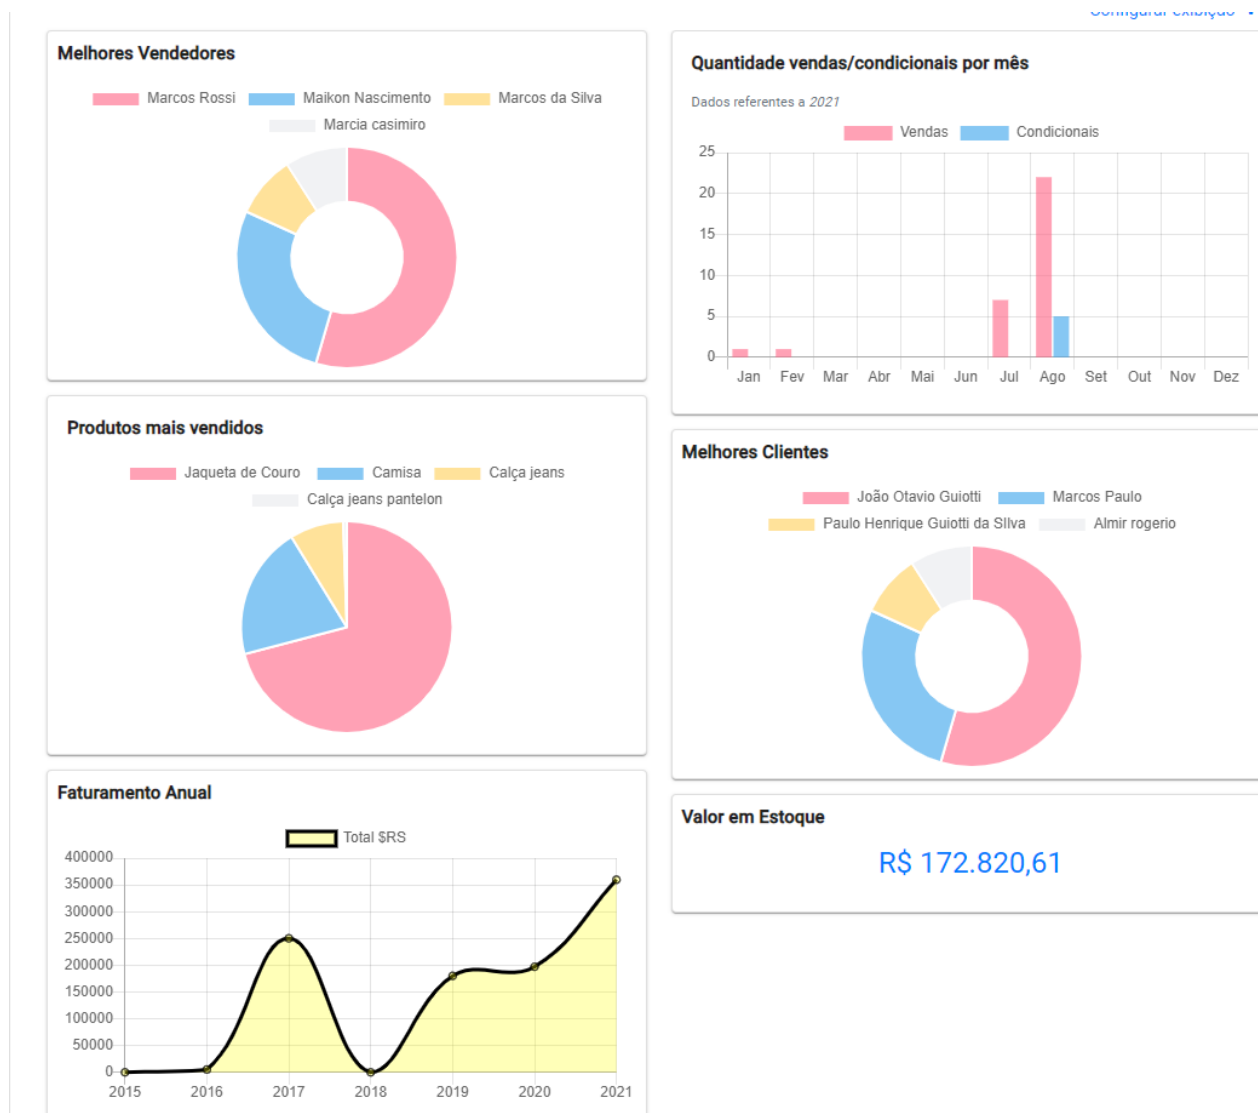 Configurar exibição
Melhores Vendedores
Marcos Rossi Maikon Nascimento Marcos da Silva
Marcia casimiro
Quantidade vendas/condicionais por mês
Dados referentes a 2021
Vendas Condicionais
25
20
15
10
5
0
Jan Fev Mar Abr Mai Jun Jul Ago Set Out Nov Dez
Produtos mais vendidos
Jaqueta de Couro Camisa Calça jeans
Calça jeans pantelon
Melhores Clientes
João Otavio Guiotti Marcos Paulo
Paulo Henrique Guiotti da SIlva Almir rogerio
Faturamento Anual
Total $RS
400000
350000
300000
250000
200000
150000
100000
50000
0
2015 2016 2017 2018 2019 2020 2021
Valor em Estoque
R$ 172.820,61